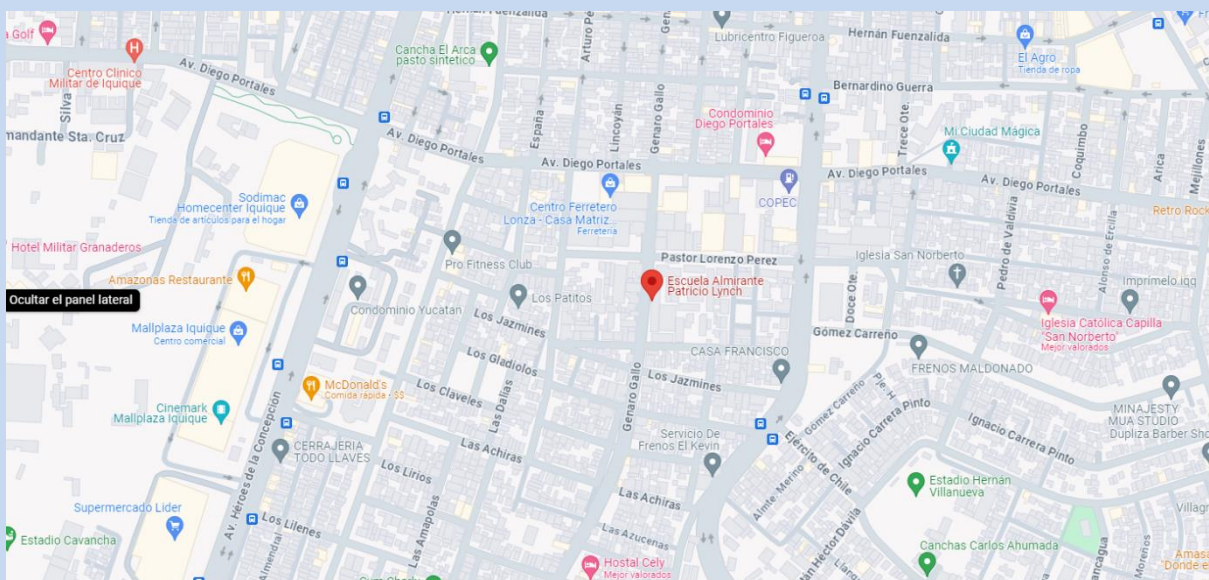 Hernán Fuenzalida
Golf
Centro Clínico
Militar de Iquique
Av. Diego Portales
Cancha El Arca
pasto sintetico
Lubricentro Figueroa
Hernán Fuenzalida
El Agro
Tienda de ropa
Bernardino Guerra
Silva
Sta. Cruz
España
Lincoyán
Genaro Gallo
Condominio
Diego Portales
Trece Ote.
Mi Ciudad Mágica
Coquimbo
Arica
Mejillones
Av. Diego Portales
Av. Diego Portales
Av. Diego Portales
Av. Diego Portales
COPEC
Sodimac
Homecenter Iquique
Tienda de artículos para el hogar
Centro Ferretero
Lonza - Casa Matriz...
Ferretería
Pedro de Valdivia
Alonso de Ercilla
Retro Rock
Hotel Militar Granaderos
Pro Fitness Club
Pastor Lorenzo Perez
Iglesia San Norberto
Amazonas Restaurante
Escuela Almirante
Patricio Lynch
Doce Ote.
Imprimelo.iqq
Ocultar el panel lateral
Los Patitos
Condominio Yucatan
Los Jazmines
Iglesia Católica Capilla
"San Norberto"
Mejor valorados
Mallplaza Iquique
Centro comercial
Gómez Carreño
Los Gladiolos
CASA FRANCISCO
FRENOS MALDONADO
McDonald's
Comida rápida · $$
Los Claveles
Las Dalias
Genaro Gallo
Los Jazmines
Pje. H
Gómez Carreño
Ignacio Carrera Pinto
MINAJESTY
MUA STUDIO
Dupliza Barber Sho
Cinemark
Mallplaza Iquique
Av. Héroes de la Concepción
CERRAJERIA
TODO LLAVES
Las Achiras
Servicio De
Frenos El Kevin
Ejército de Chile
Ignacio Carrera Pinto
Los Lirios
Almte. Merino
Estadio Hernán
Villanueva
Las Achiras
Supermercado Lider
Los Lilenes
Las Amapolas
Almendral
Las Azucenas
Hector Davila
Estadio Cavancha
Canchas Carlos Ahumada
Morenos
Hostal Cely
Mejor valorados